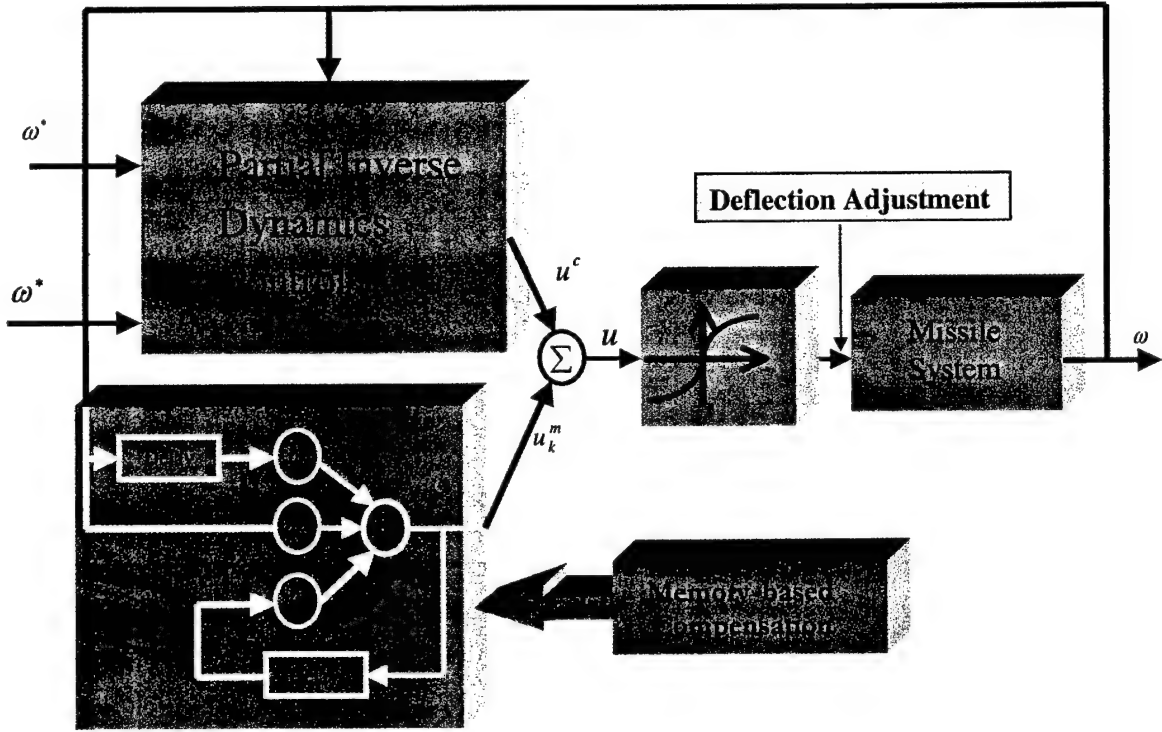 ω*
Partial Inverse
Dynamics
ω*
u^c
Σ
u
Deflection Adjustment
Missile
System
ω
u_k^m
Memory-based
Compensation